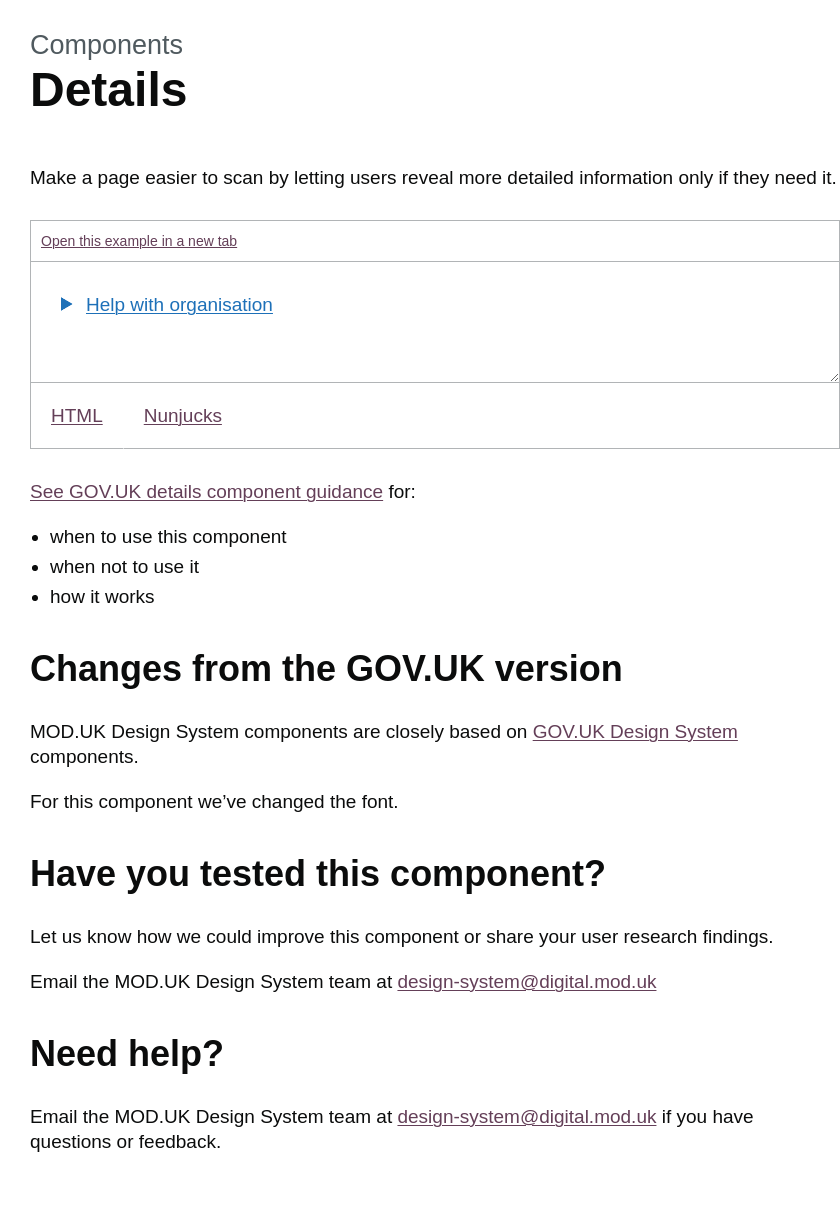 Components
Details
Make a page easier to scan by letting users reveal more detailed information only if they need it.
Open this example in a new tab
Help with organisation
HTML Nunjucks
See GOV.UK details component guidance for:
when to use this component
when not to use it
how it works
Changes from the GOV.UK version
MOD.UK Design System components are closely based on GOV.UK Design System
components.
For this component we’ve changed the font.
Have you tested this component?
Let us know how we could improve this component or share your user research findings.
Email the MOD.UK Design System team at design-system@digital.mod.uk
Need help?
Email the MOD.UK Design System team at design-system@digital.mod.uk if you have
questions or feedback.